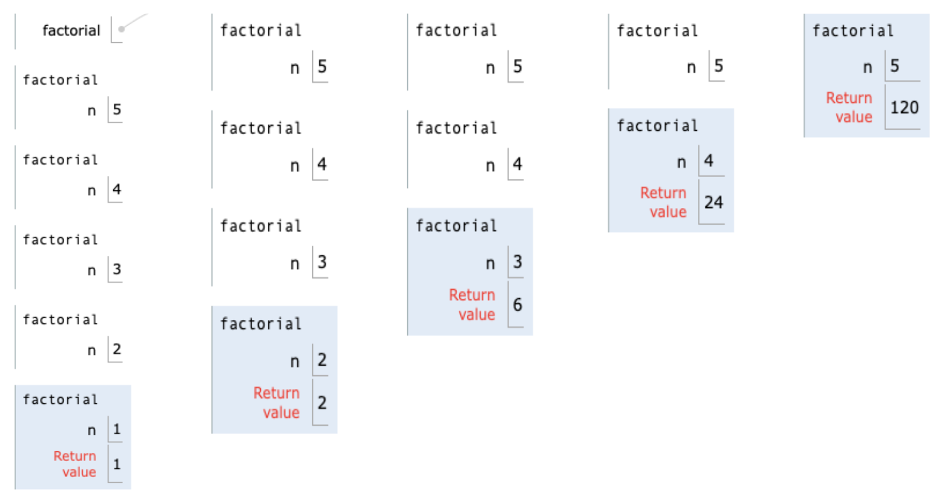 factorial
factorial
n 5
factorial
n 4
factorial
n 3
factorial
n 2
factorial
n 1
Return
value 1
factorial
n 5
factorial
n 4
factorial
n 3
factorial
n 2
Return
value 2
factorial
n 5
factorial
n 4
factorial
n 3
Return
value 6
factorial
n 5
factorial
n 4
Return
value 24
factorial
n 5
Return
value 120